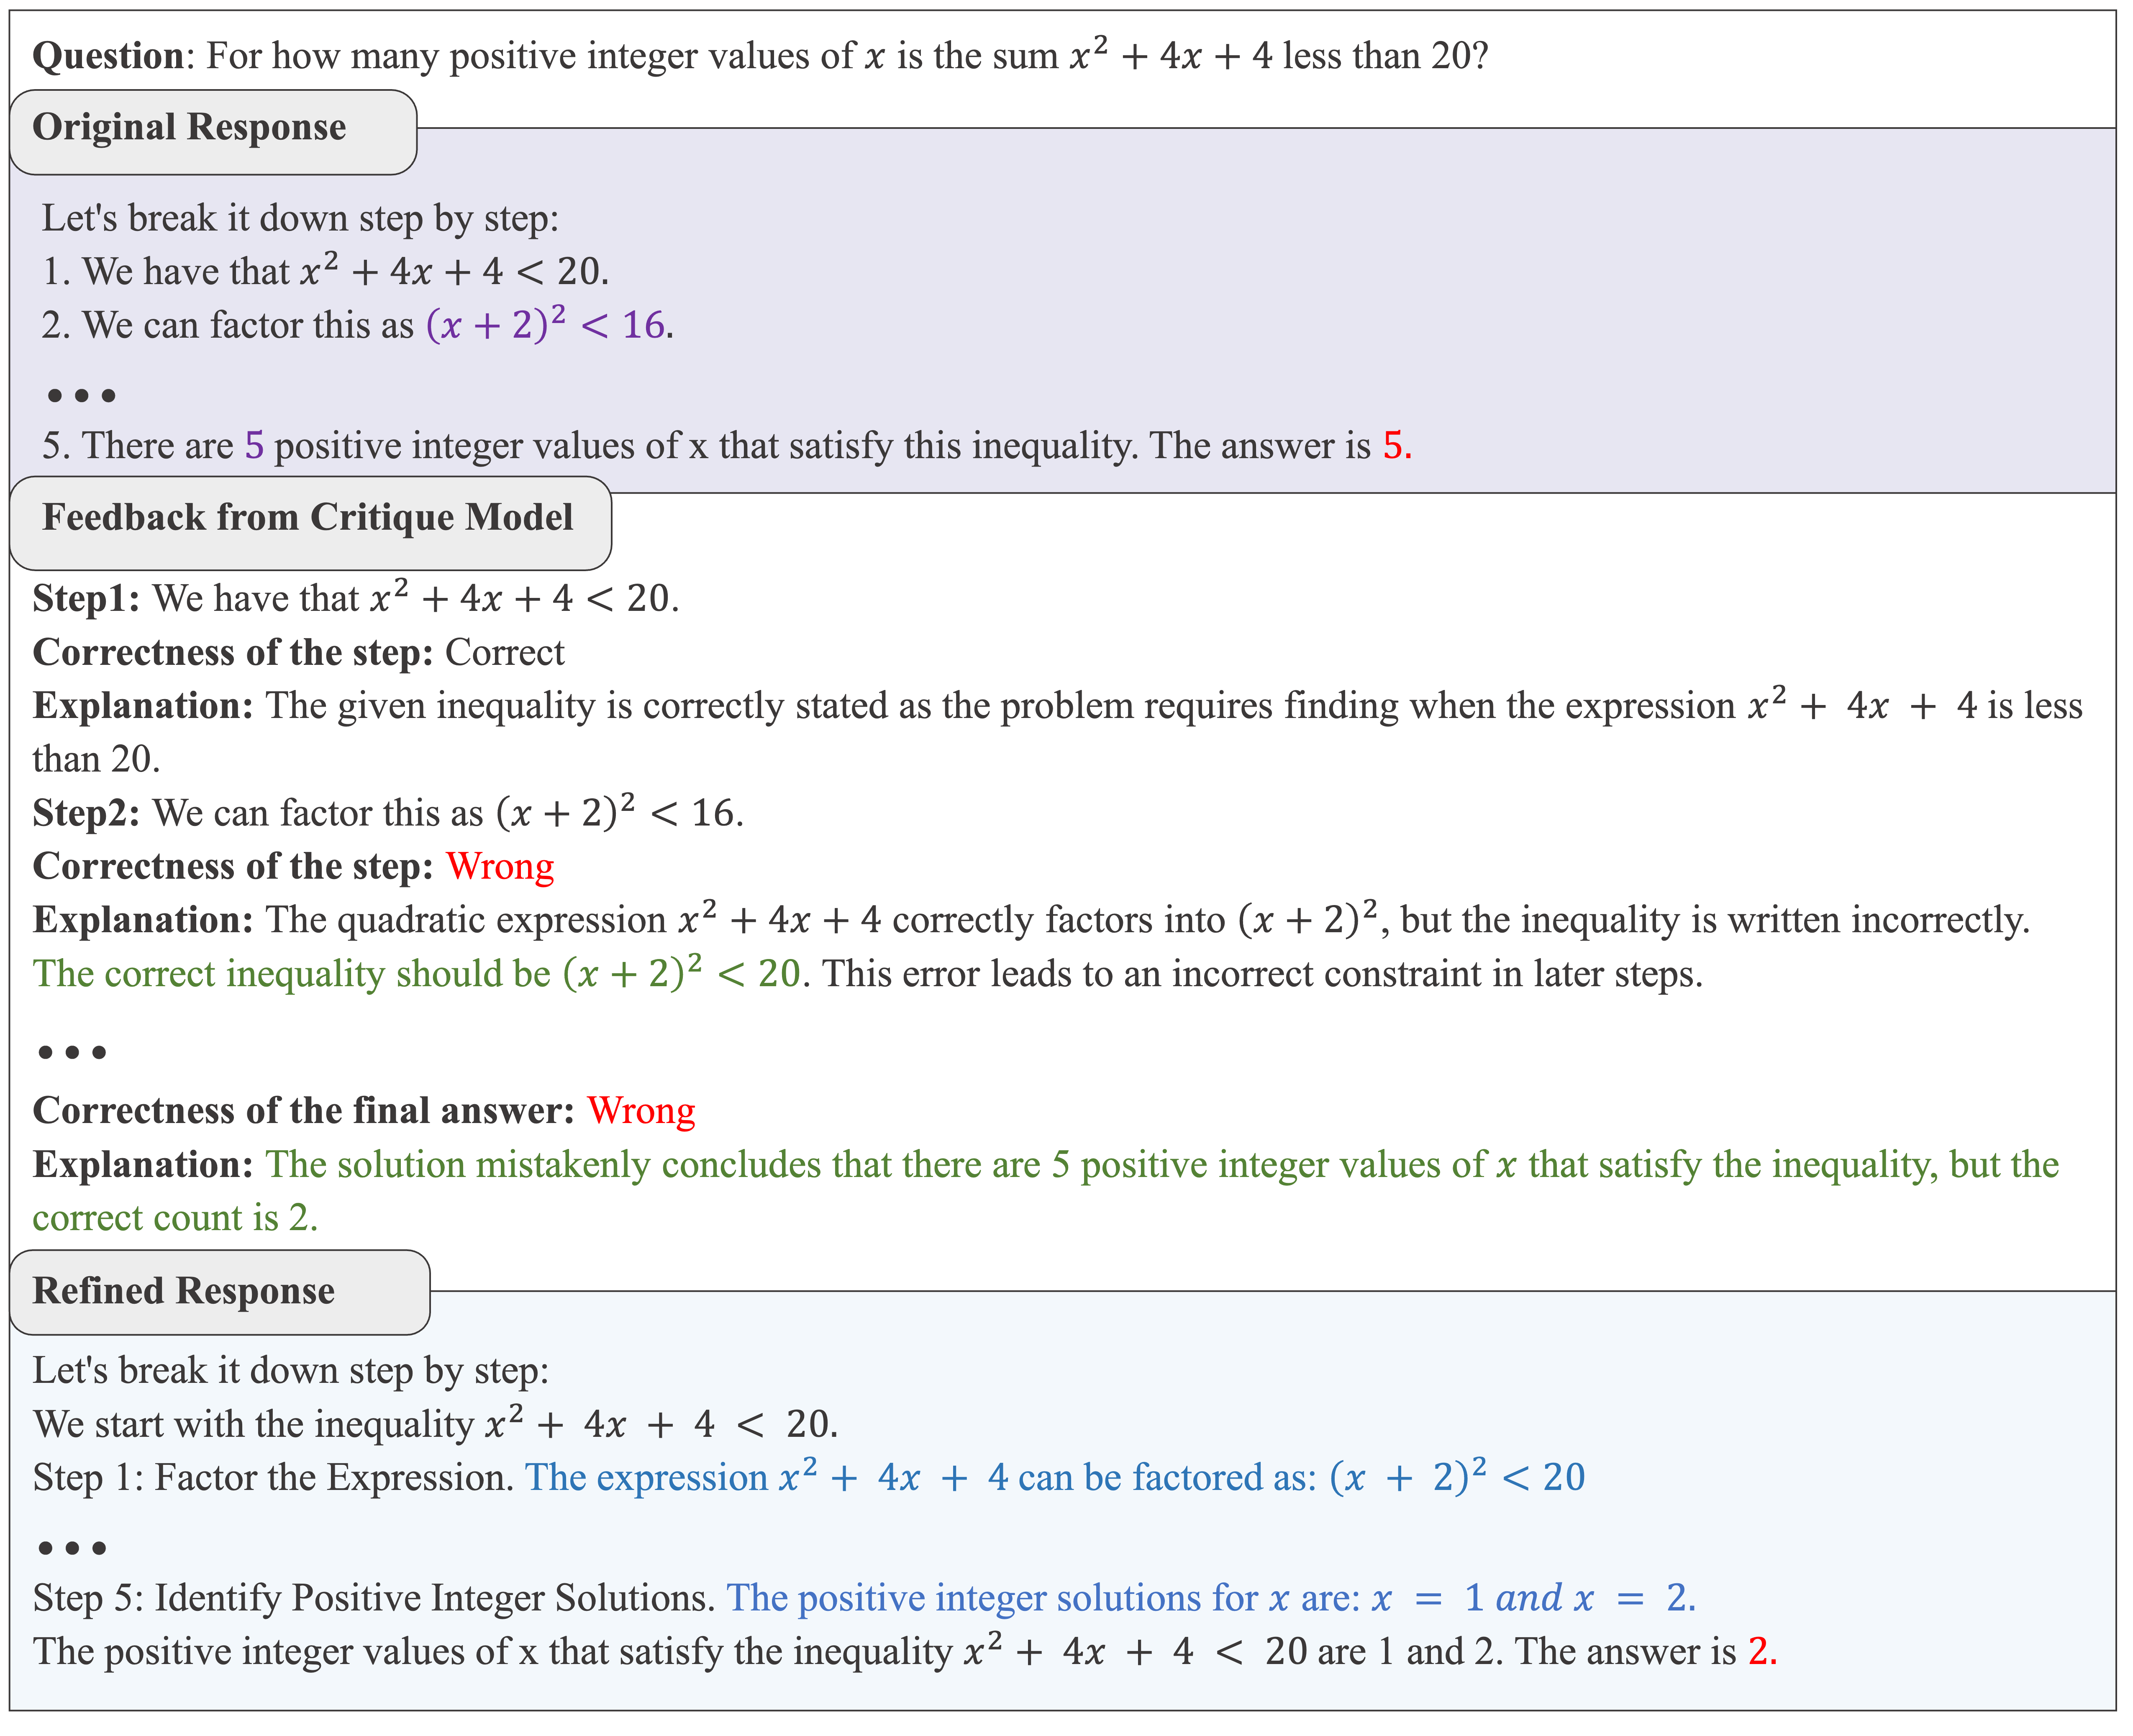 Question: For how many positive integer values of x is the sum x² + 4x + 4 less than 20?
Original Response
Let's break it down step by step:
1. We have that x² + 4x + 4 < 20.
2. We can factor this as (x + 2)² < 16.
•••
5. There are 5 positive integer values of x that satisfy this inequality. The answer is 5.
Feedback from Critique Model
Step1: We have that x² + 4x + 4 < 20.
Correctness of the step: Correct
Explanation: The given inequality is correctly stated as the problem requires finding when the expression x² + 4x + 4 is less
than 20.
Step2: We can factor this as (x + 2)² < 16.
Correctness of the step: Wrong
Explanation: The quadratic expression x² + 4x + 4 correctly factors into (x + 2)², but the inequality is written incorrectly.
The correct inequality should be (x + 2)² < 20. This error leads to an incorrect constraint in later steps.
•••
Correctness of the final answer: Wrong
Explanation: The solution mistakenly concludes that there are 5 positive integer values of x that satisfy the inequality, but the
correct count is 2.
Refined Response
Let's break it down step by step:
We start with the inequality x² + 4x + 4 < 20.
Step 1: Factor the Expression. The expression x² + 4x + 4 can be factored as: (x + 2)² < 20
•••
Step 5: Identify Positive Integer Solutions. The positive integer solutions for x are: x = 1 and x = 2.
The positive integer values of x that satisfy the inequality x² + 4x + 4 < 20 are 1 and 2. The answer is 2.